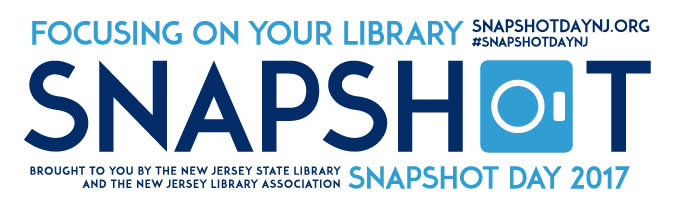 FOCUSING ON YOUR LIBRARY
SNAPSHOTDAYNJ.ORG
#SNAPSHOTDAYNJ
SNAPSHOT
BROUGHT TO YOU BY THE NEW JERSEY STATE LIBRARY
AND THE NEW JERSEY LIBRARY ASSOCIATION
SNAPSHOT DAY 2017